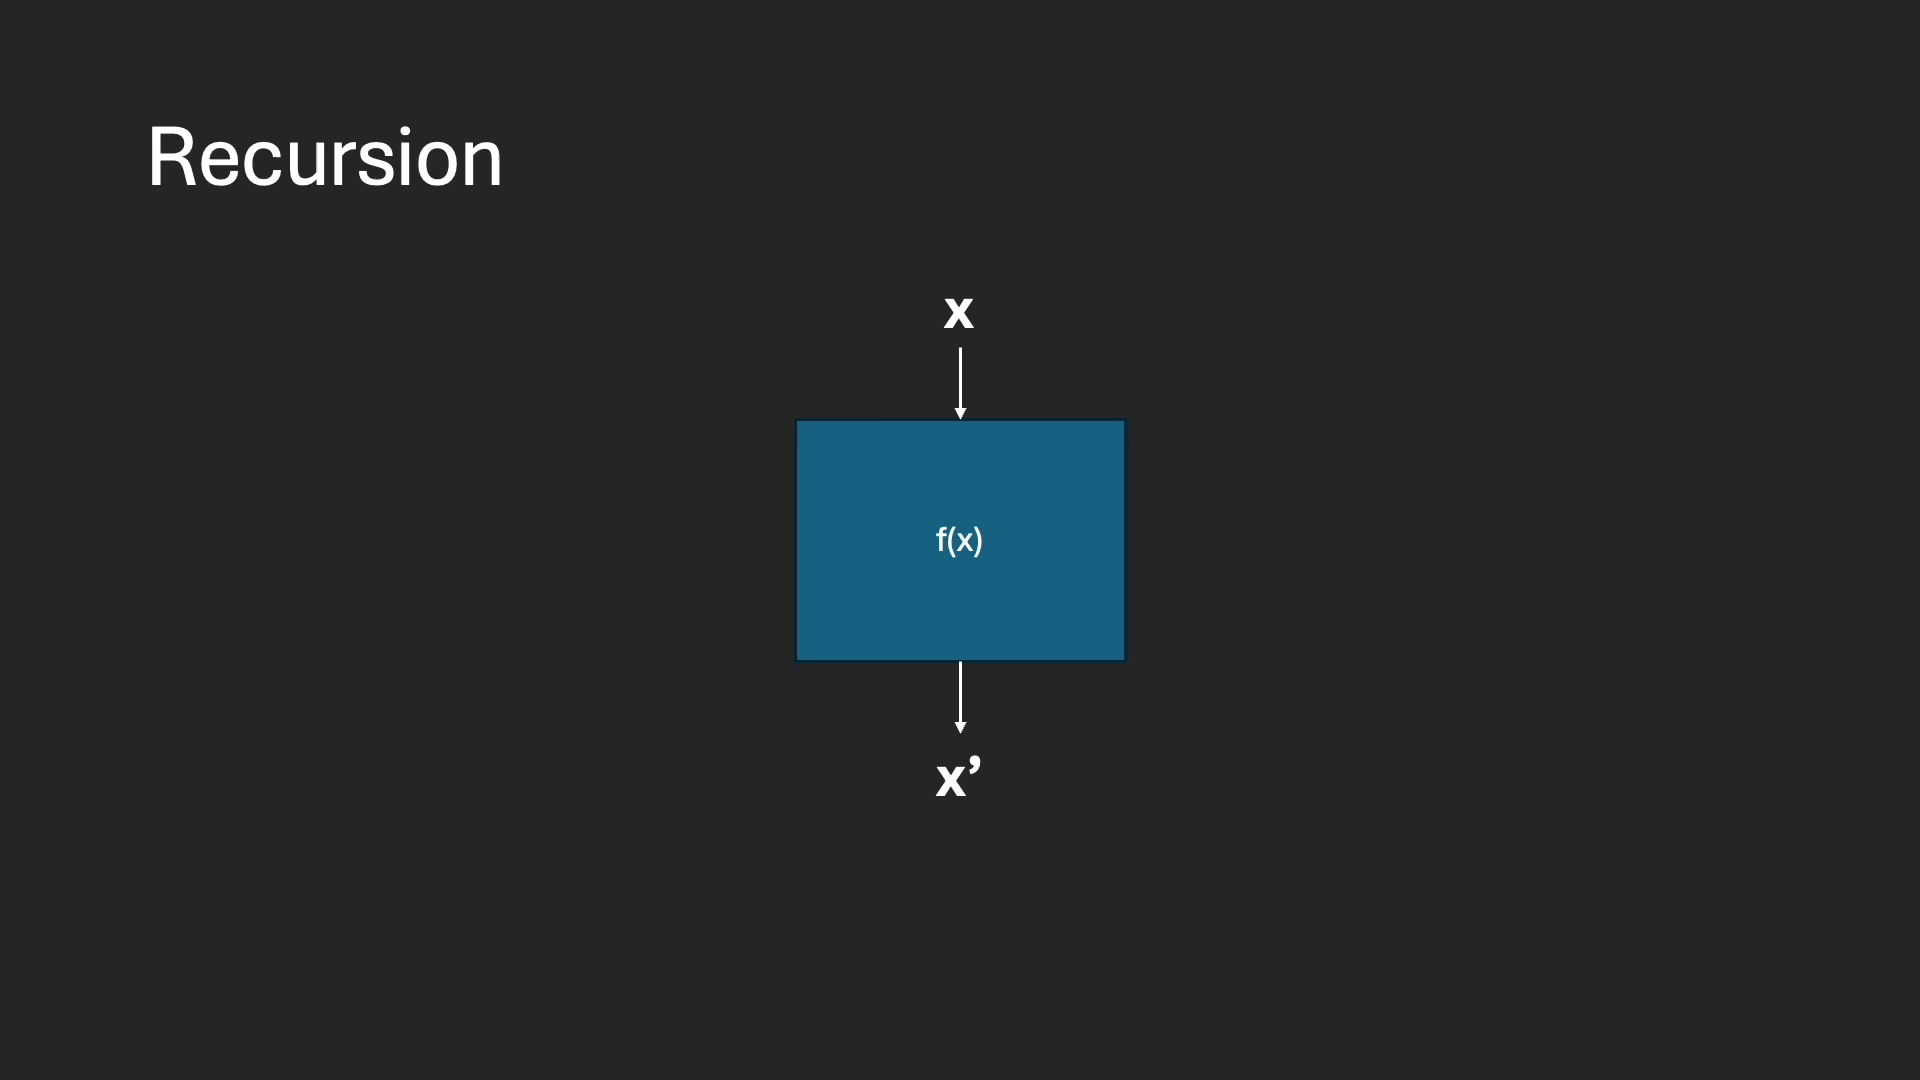 Recursion
x
f(x)
x’